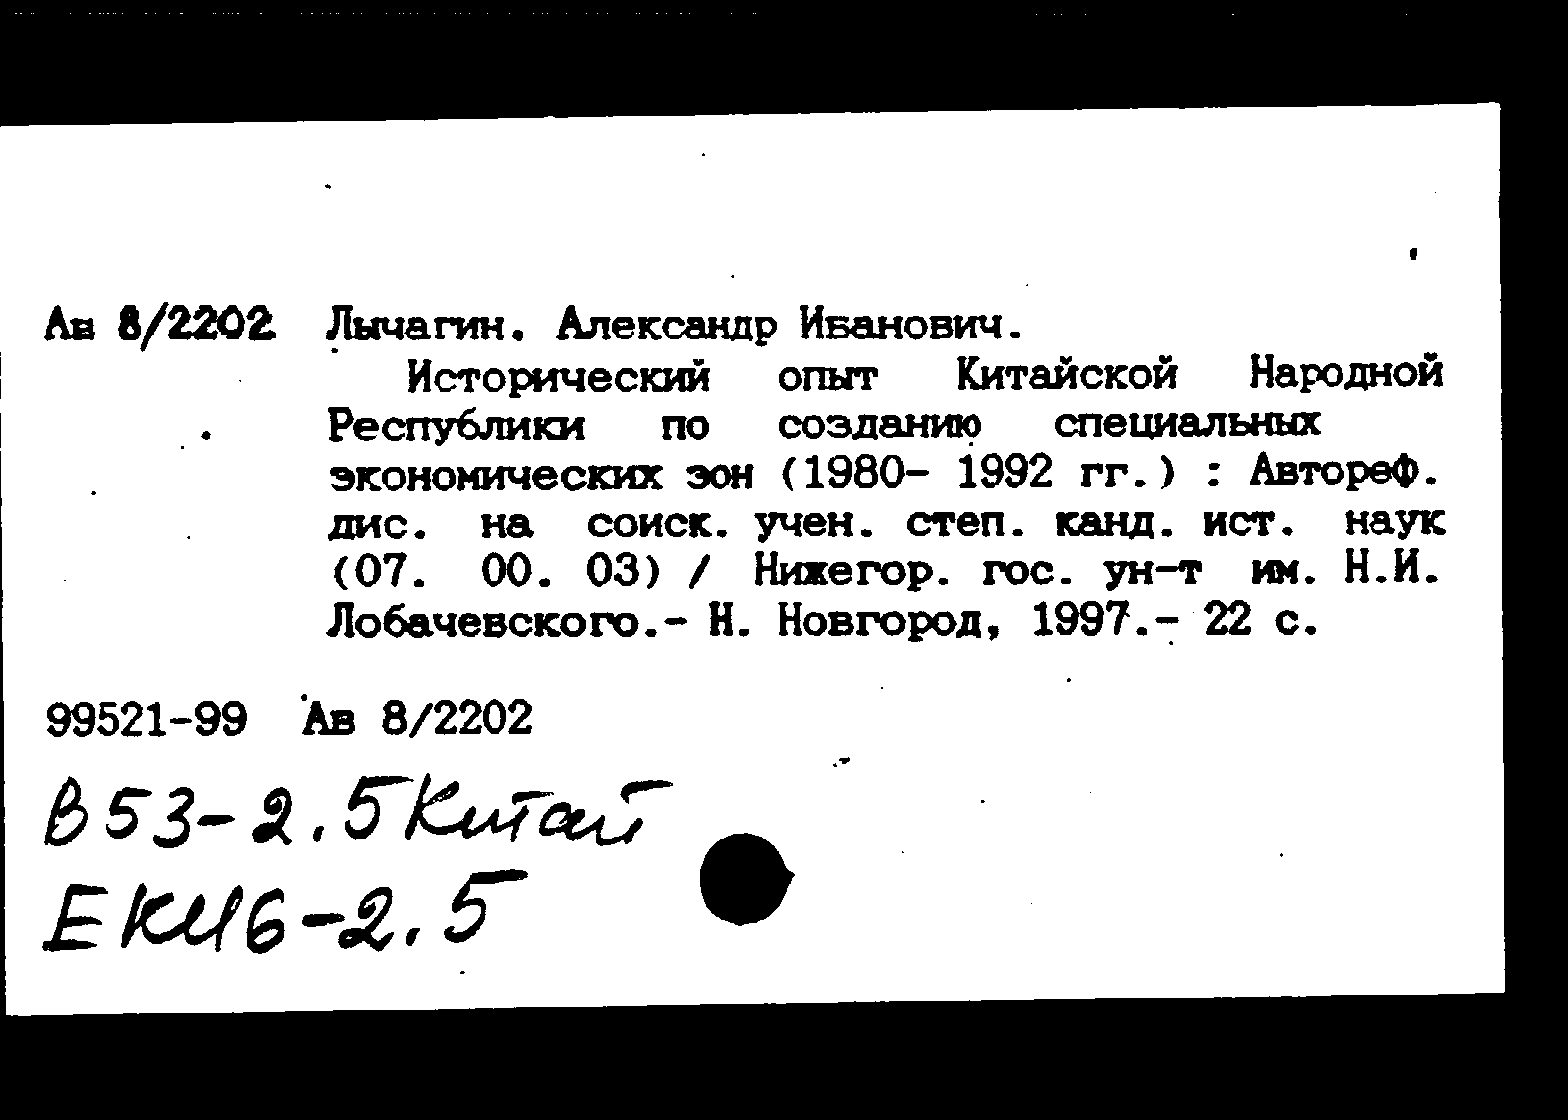 Ав 8/2202 Лычагин. Александр Иванович.
Исторический опыт Китайской Народной
Республики по созданию специальных
экономических зон (1980- 1992 гг.) : Автореф.
дис. на соиск. учен. степ. канд. ист. наук
(07. 00. 03) / Нижегор. гос. ун-т им. Н.И.
Лобачевского.- Н. Новгород, 1997.- 22 с.
99521-99 Ав 8/2202
В53-2.5Китай
-2.5